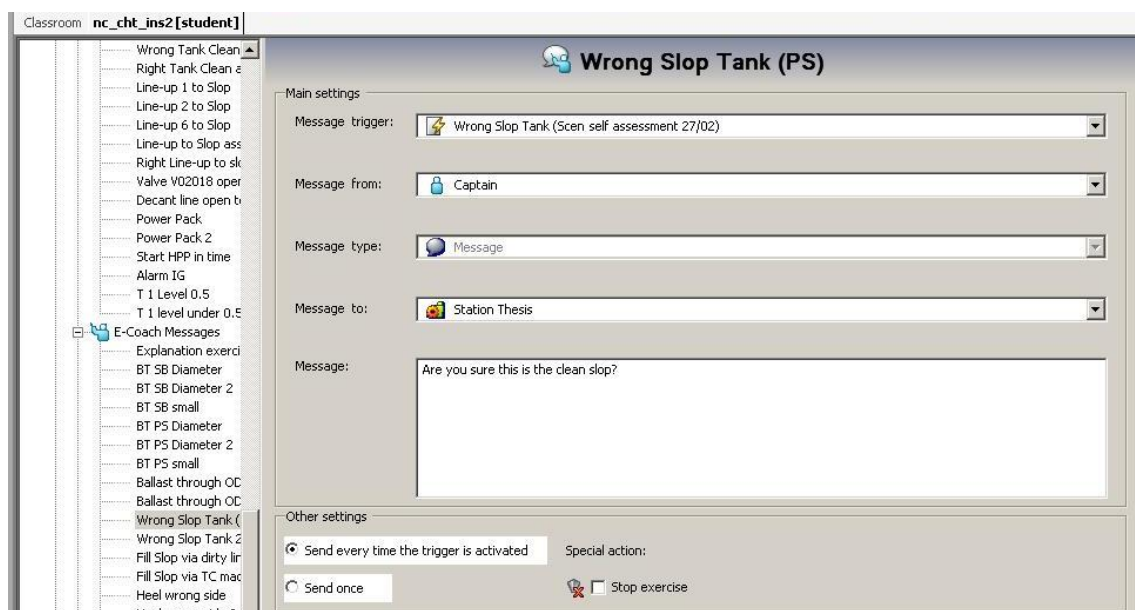 Classroom nc_cht_ins2[student]
Wrong Tank Clean
Right Tank Clean a
Line-up 1 to Slop
Line-up 2 to Slop
Line-up 6 to Slop
Line-up to Slop ass
Right Line-up to slo
Valve V02018 oper
Decant line open to
Power Pack
Power Pack 2
Start HPP in time
Alarm IG
T 1 Level 0.5
T 1 level under 0.5
E-Coach Messages
Explanation exerci
BT SB Diameter
BT SB Diameter 2
BT SB small
BT PS Diameter
BT PS Diameter 2
BT PS small
Ballast through OD
Ballast through OD
Wrong Slop Tank (
Wrong Slop Tank 2
Fill Slop via dirty lin
Fill Slop via TC mac
Heel wrong side
Wrong Slop Tank (PS)
Main settings
Message trigger: Wrong Slop Tank (Scen self assessment 27/02)
Message from: Captain
Message type: Message
Message to: Station Thesis
Message: Are you sure this is the clean slop?
Other settings
Send every time the trigger is activated Special action:
Send once Stop exercise